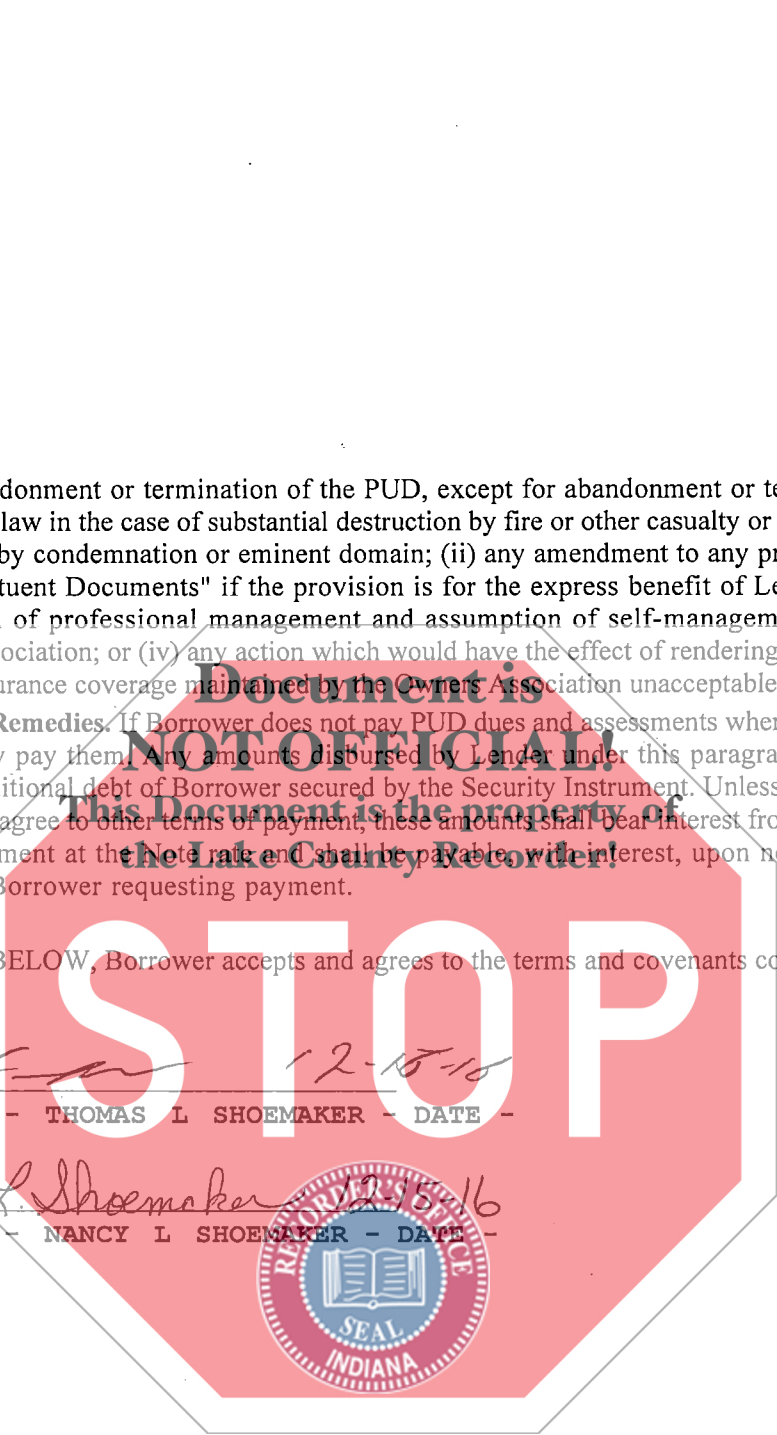 donment or termination of the PUD, except for abandonment or te
law in the case of substantial destruction by fire or other casualty or
by condemnation or eminent domain; (ii) any amendment to any pr
tuent Documents" if the provision is for the express benefit of Le
of professional management and assumption of self-managem
ociation; or (iv) any action which would have the effect of rendering
urance coverage maintained by the Owners Association unacceptable
Document is
Remedies. If Borrower does not pay PUD dues and assessments when
y pay them. Any amounts disbursed by Lender under this paragra
NOT OFFICIAL!
itional debt of Borrower secured by the Security Instrument. Unless
This Document is the property of
agree to other terms of payment, these amounts shall bear interest fro
ment at the Note rate and shall be payable, with interest, upon no
the Lake County Recorder!
Borrower requesting payment.
BELOW, Borrower accepts and agrees to the terms and covenants co
STOP
12-15-16
- THOMAS L SHOEMAKER - DATE -
L. Shoemaker 12-15-16
- NANCY L SHOEMAKER - DATE -
RECORDER'S OFFICE
SEAL
INDIANA